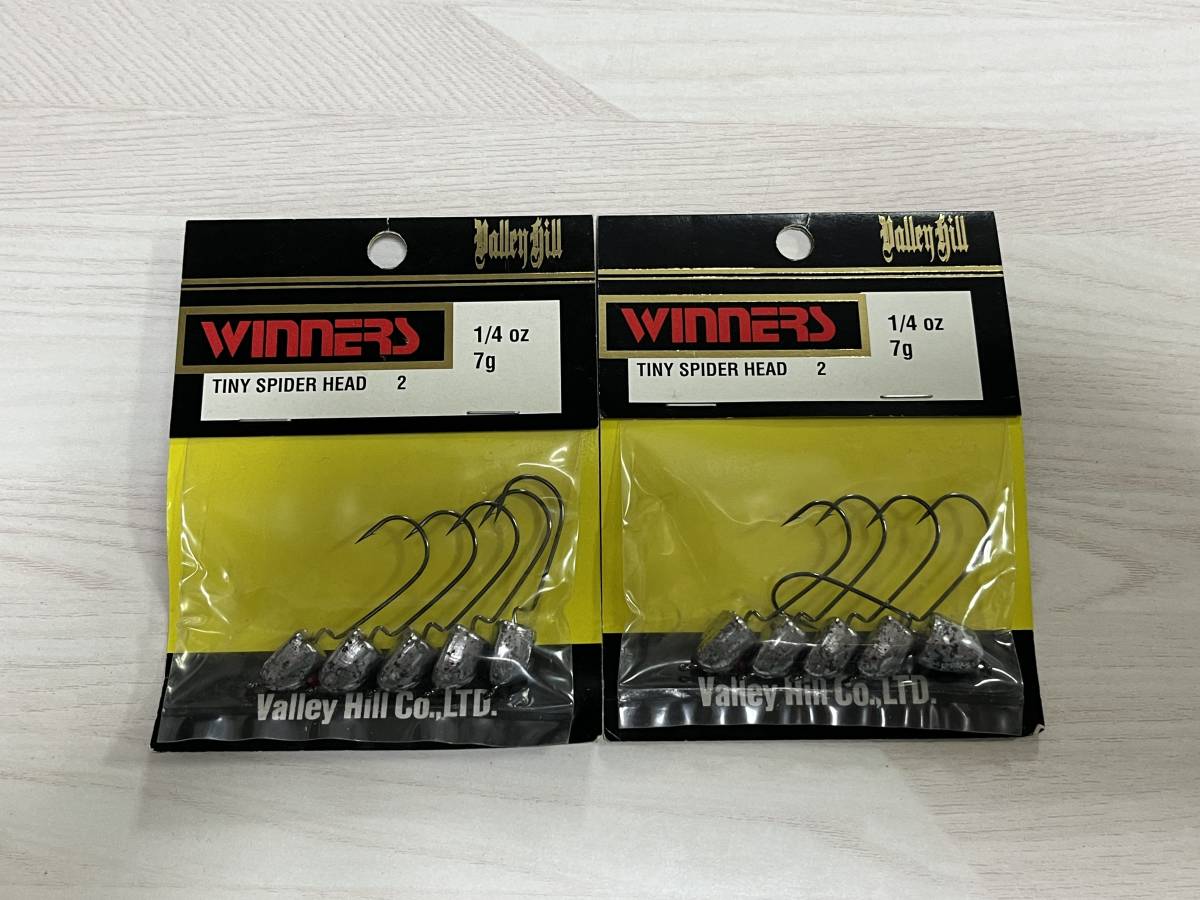 Valley Hill
WINNERS
1/4 oz
7g
TINY SPIDER HEAD 2
Valley Hill Co.,LTD.
Valley Hill
WINNERS
1/4 oz
7g
TINY SPIDER HEAD 2
Valley Hill Co.,LTD.